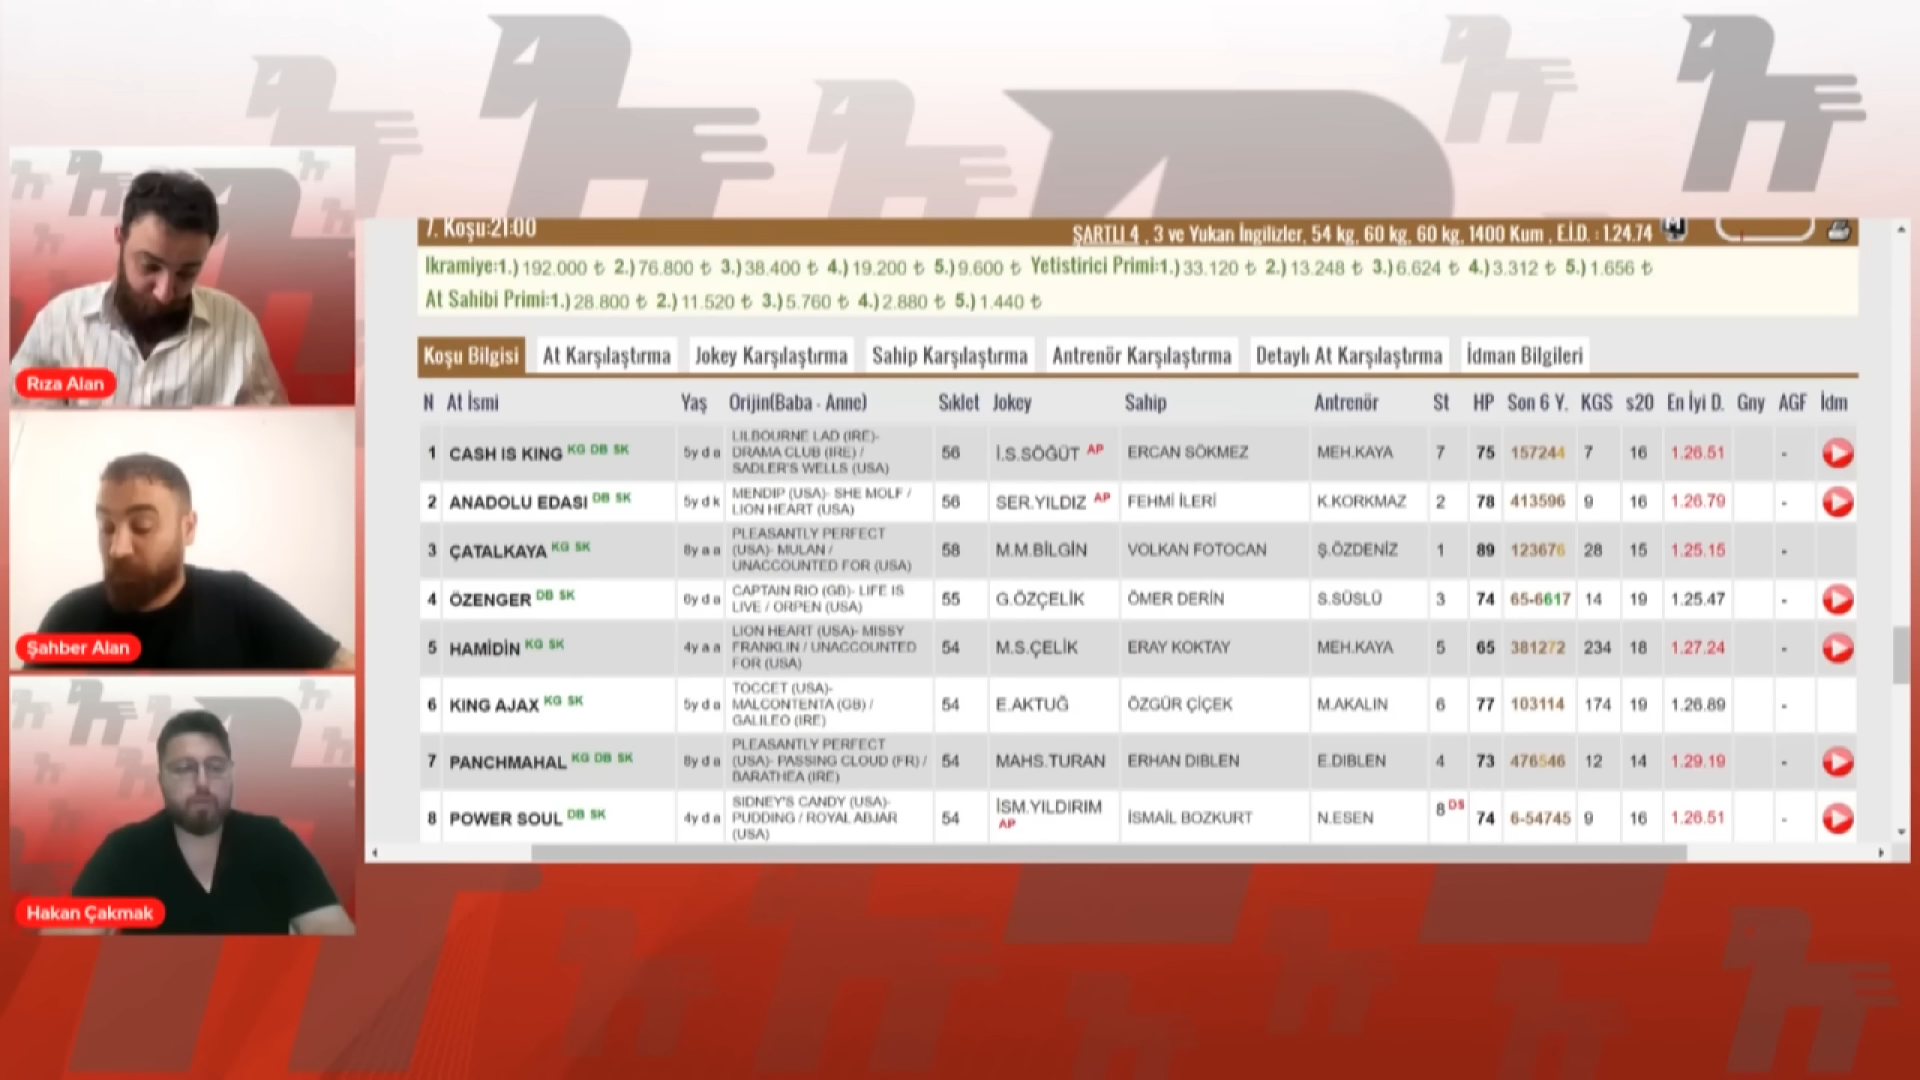 7. Koşu:21:00
ŞARTLI 4 , 3 ve Yukarı İngilizler, 54 kg, 60 kg, 60 kg, 1400 Kum , E.İ.D. : 1.24.74
İkramiye:1.) 192.000 ₺ 2.) 76.800 ₺ 3.) 38.400 ₺ 4.) 19.200 ₺ 5.) 9.600 ₺ Yetistirici Primi:1.) 33.120 ₺ 2.) 13.248 ₺ 3.) 6.624 ₺ 4.) 3.312 ₺ 5.) 1.656 ₺
At Sahibi Primi:1.) 28.800 ₺ 2.) 11.520 ₺ 3.) 5.760 ₺ 4.) 2.880 ₺ 5.) 1.440 ₺
Koşu Bilgisi At Karşılaştırma Jokey Karşılaştırma Sahip Karşılaştırma Antrenör Karşılaştırma Detaylı At Karşılaştırma İdman Bilgileri
N At İsmi Yaş Orijin(Baba - Anne) Sıklet Jokey Sahip Antrenör St HP Son 6 Y. KGS s20 En İyi D. Gny AGF İdm
1 CASH IS KING KG DB SK 5y d a LILBOURNE LAD (IRE)- DRAMA CLUB (IRE) / SADLER'S WELLS (USA) 56 İ.S.SÖĞÜT AP ERCAN SÖKMEZ MEH.KAYA 7 75 157244 7 16 1.26.51 -
2 ANADOLU EDASI DB SK 5y d k MENDIP (USA)- SHE MOLF / LION HEART (USA) 56 SER.YILDIZ AP FEHMİ İLERİ K.KORKMAZ 2 78 413596 9 16 1.26.79 -
3 ÇATALKAYA KG SK 8y a a PLEASANTLY PERFECT (USA)- MULAN / UNACCOUNTED FOR (USA) 58 M.M.BİLGİN VOLKAN FOTOCAN Ş.ÖZDENİZ 1 89 123676 28 15 1.25.15 -
4 ÖZENGER DB SK 6y d a CAPTAIN RIO (GB)- LIFE IS LIVE / ORPEN (USA) 55 G.ÖZÇELİK ÖMER DERİN S.SÜSLÜ 3 74 65-6617 14 19 1.25.47 -
5 HAMİDİN KG SK 4y a a LION HEART (USA)- MISSY FRANKLIN / UNACCOUNTED FOR (USA) 54 M.S.ÇELİK ERAY KOKTAY MEH.KAYA 5 65 381272 234 18 1.27.24 -
6 KING AJAX KG SK 5y d a TOCCET (USA)- MALCONTENTA (GB) / GALILEO (IRE) 54 E.AKTUĞ ÖZGÜR ÇİÇEK M.AKALIN 6 77 103114 174 19 1.26.89 -
7 PANCHMAHAL KG DB SK 8y d a PLEASANTLY PERFECT (USA)- PASSING CLOUD (FR) / BARATHEA (IRE) 54 MAHS.TURAN ERHAN DIBLEN E.DIBLEN 4 73 476546 12 14 1.29.19 -
8 POWER SOUL DB SK 4y d a SIDNEY'S CANDY (USA)- PUDDING / ROYAL ABJAR (USA) 54 İSM.YILDIRIM AP İSMAİL BOZKURT N.ESEN 8 DS 74 6-54745 9 16 1.26.51 -
Rıza Alan
Şahber Alan
Hakan Çakmak